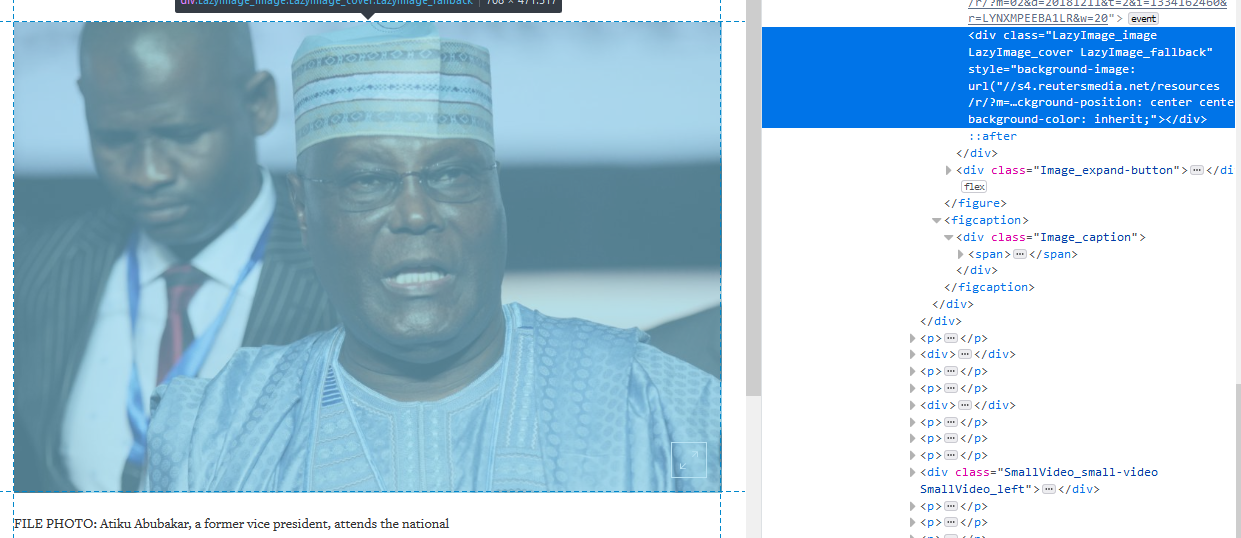 div.LazyImage_image.LazyImage_cover.LazyImage_fallback | 708 × 471.517
FILE PHOTO: Atiku Abubakar, a former vice president, attends the national
/r/?m=02&d=20181211&t=2&i=1334162460&
r=LYNXMPEEBA1LR&w=20"> event
<div class="LazyImage_image
LazyImage_cover LazyImage_fallback"
style="background-image:
url("//s4.reutersmedia.net/resources
/r/?m=…ckground-position: center cente
background-color: inherit;"></div>
::after
</div>
<div class="Image_expand-button"> ⋯ </di
flex
</figure>
<figcaption>
<div class="Image_caption">
<span> ⋯ </span>
</div>
</figcaption>
</div>
</div>
<p> ⋯ </p>
<div> ⋯ </div>
<p> ⋯ </p>
<p> ⋯ </p>
<div> ⋯ </div>
<p> ⋯ </p>
<p> ⋯ </p>
<p> ⋯ </p>
<div class="SmallVideo_small-video
SmallVideo_left"> ⋯ </div>
<p> ⋯ </p>
<p> ⋯ </p>